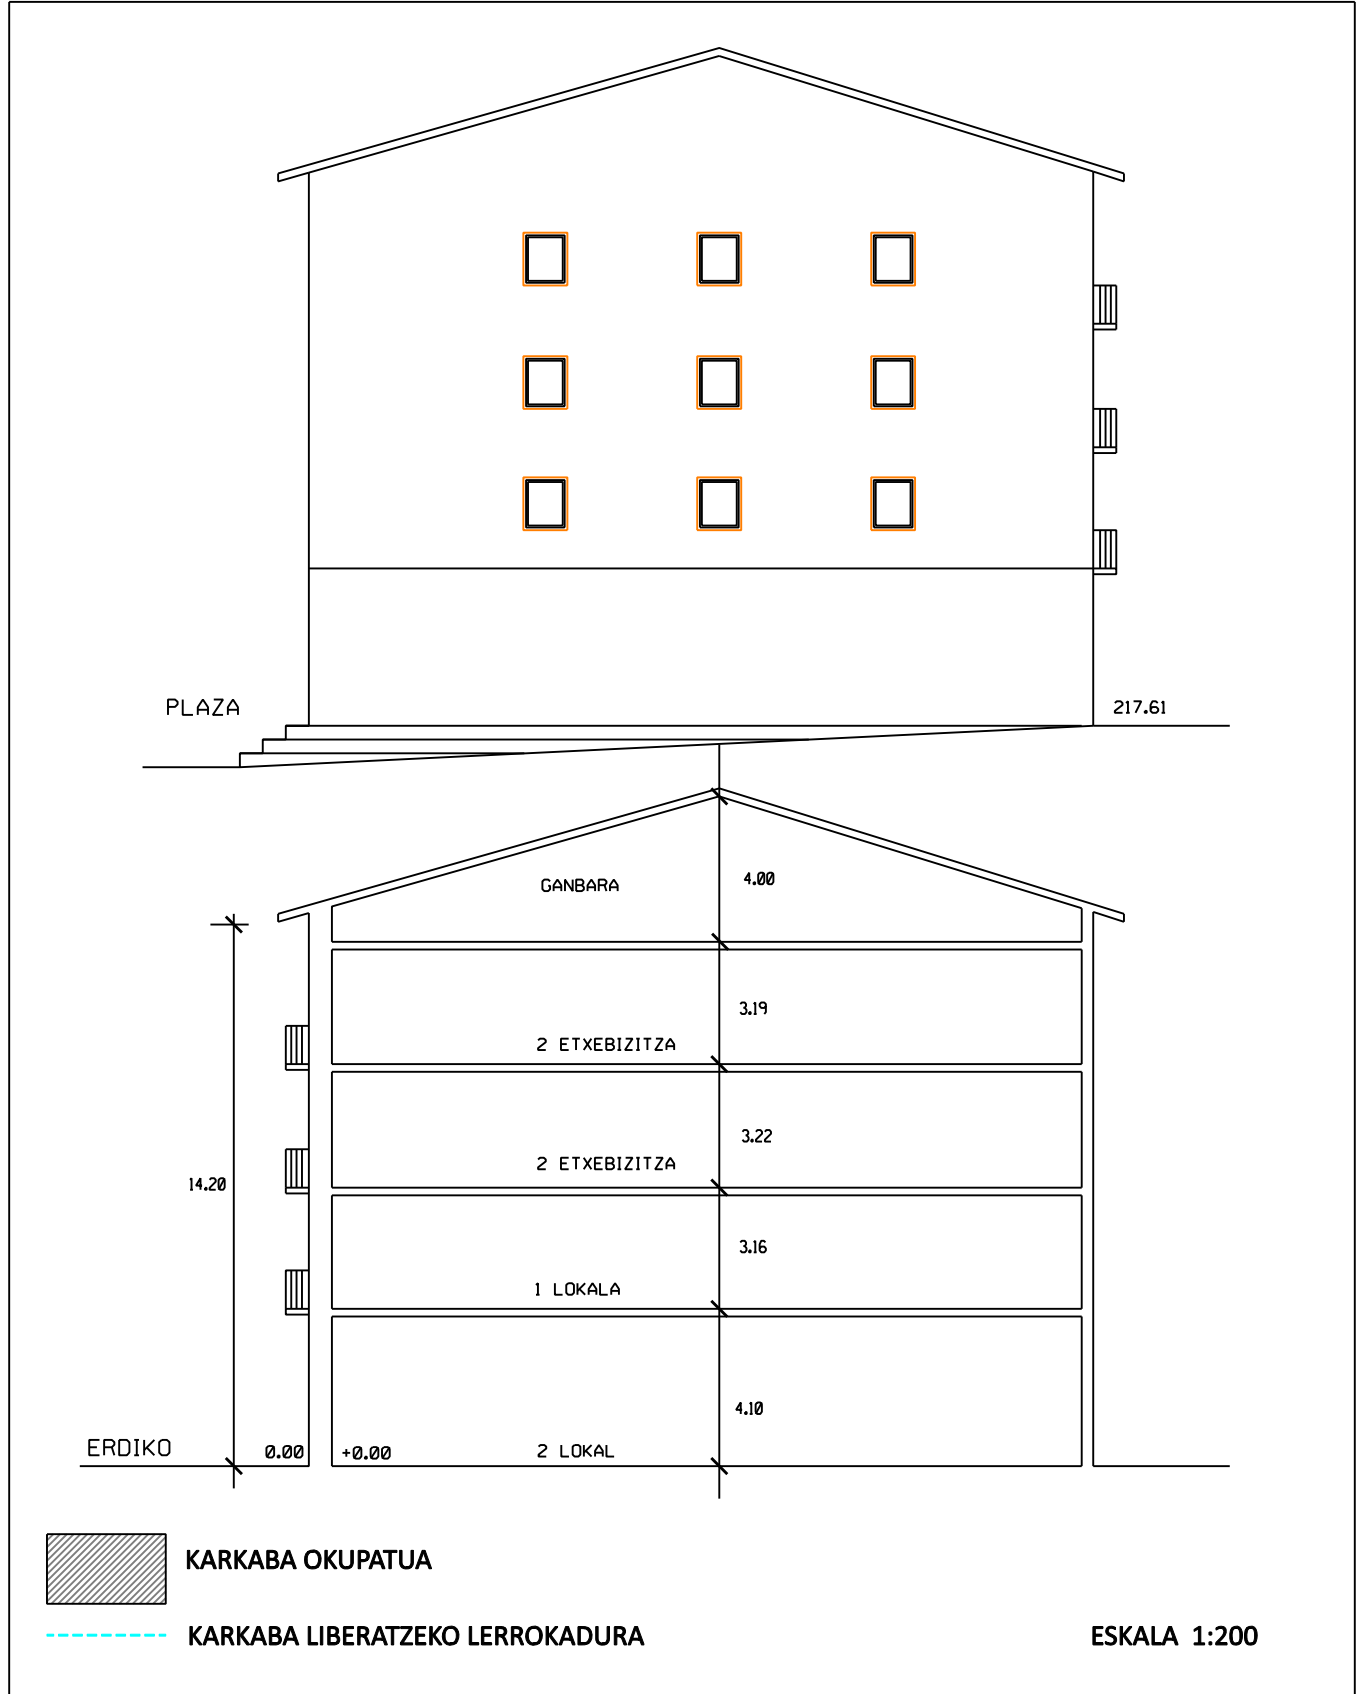 PLAZA
217.61
GANBARA
4.00
3.19
2 ETXEBIZITZA
3.22
2 ETXEBIZITZA
14.20
3.16
1 LOKALA
4.10
ERDIKO
0.00
+0.00
2 LOKAL
KARKABA OKUPATUA
KARKABA LIBERATZEKO LERROKADURA
ESKALA 1:200